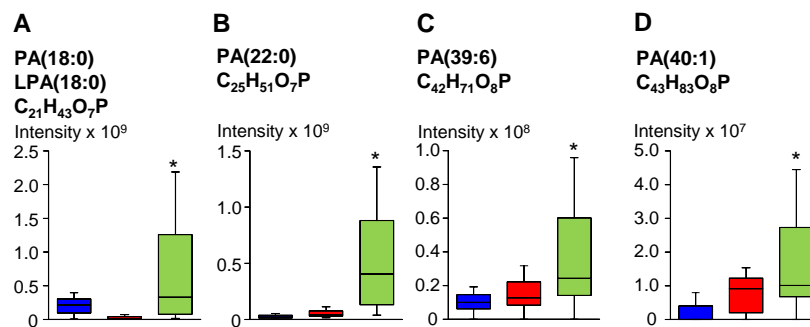 A
PA(18:0)
LPA(18:0)
C₂₁H₄₃O₇P
Intensity x 10⁹
2.5
2.0
1.5
1.0
0.5
0
*
B
PA(22:0)
C₂₅H₅₁O₇P
Intensity x 10⁹
1.5
1.0
0.5
0
*
C
PA(39:6)
C₄₂H₇₁O₈P
Intensity x 10⁸
1.0
0.8
0.6
0.4
0.2
0
*
D
PA(40:1)
C₄₃H₈₃O₈P
Intensity x 10⁷
5.0
4.0
3.0
2.0
1.0
0
*